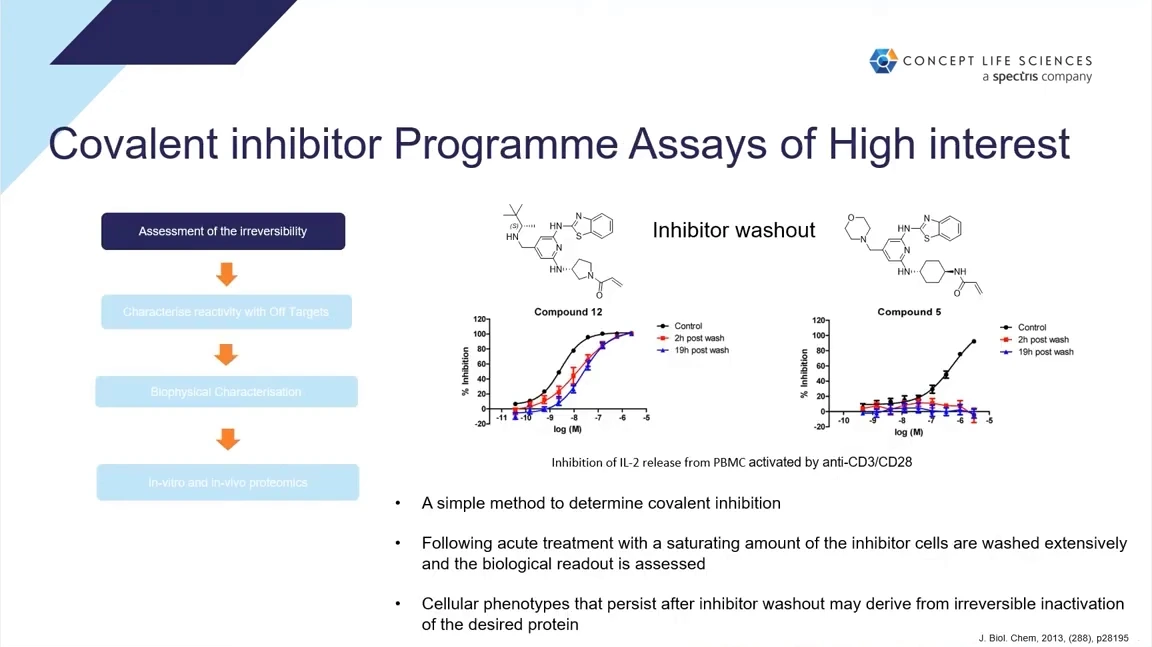 CONCEPT LIFE SCIENCES
a spectris company
Covalent inhibitor Programme Assays of High interest
Assessment of the irreversibility
Characterise reactivity with Off Targets
Biophysical Characterisation
In-vitro and in-vivo proteomics
Inhibitor washout
(S)
HN
HN
N
S
N
HN
N
O
O
N
HN
N
S
N
HN
NH
O
Compound 12
120
100
80
60
40
20
0
-20
% Inhibition
-11 -10 -9 -8 -7 -6 -5
log (M)
Control
2h post wash
19h post wash
Compound 5
120
100
80
60
40
20
0
-20
% Inhibition
-10 -9 -8 -7 -6 -5
log (M)
Control
2h post wash
19h post wash
Inhibition of IL-2 release from PBMC activated by anti-CD3/CD28
• A simple method to determine covalent inhibition
• Following acute treatment with a saturating amount of the inhibitor cells are washed extensively
and the biological readout is assessed
• Cellular phenotypes that persist after inhibitor washout may derive from irreversible inactivation
of the desired protein
J. Biol. Chem, 2013, (288), p28195